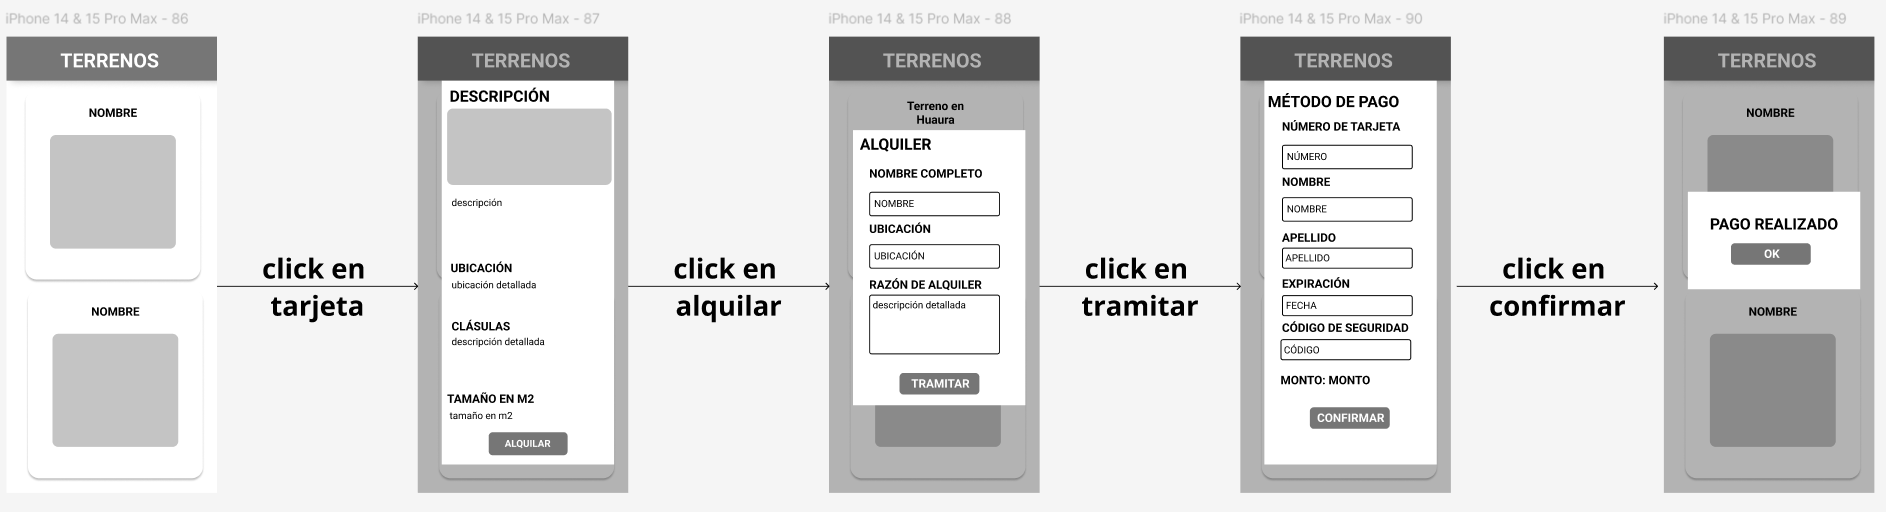 iPhone 14 & 15 Pro Max - 86
TERRENOS
NOMBRE
NOMBRE
click en
tarjeta
iPhone 14 & 15 Pro Max - 87
TERRENOS
DESCRIPCIÓN
descripción
UBICACIÓN
ubicación detallada
CLÁSULAS
descripción detallada
TAMAÑO EN M2
tamaño en m2
ALQUILAR
click en
alquilar
iPhone 14 & 15 Pro Max - 88
TERRENOS
Terreno en
Huaura
ALQUILER
NOMBRE COMPLETO
NOMBRE
UBICACIÓN
UBICACIÓN
RAZÓN DE ALQUILER
descripción detallada
TRAMITAR
click en
tramitar
iPhone 14 & 15 Pro Max - 90
TERRENOS
MÉTODO DE PAGO
NÚMERO DE TARJETA
NÚMERO
NOMBRE
NOMBRE
APELLIDO
APELLIDO
EXPIRACIÓN
FECHA
CÓDIGO DE SEGURIDAD
CÓDIGO
MONTO: MONTO
CONFIRMAR
click en
confirmar
iPhone 14 & 15 Pro Max - 89
TERRENOS
NOMBRE
PAGO REALIZADO
OK
NOMBRE